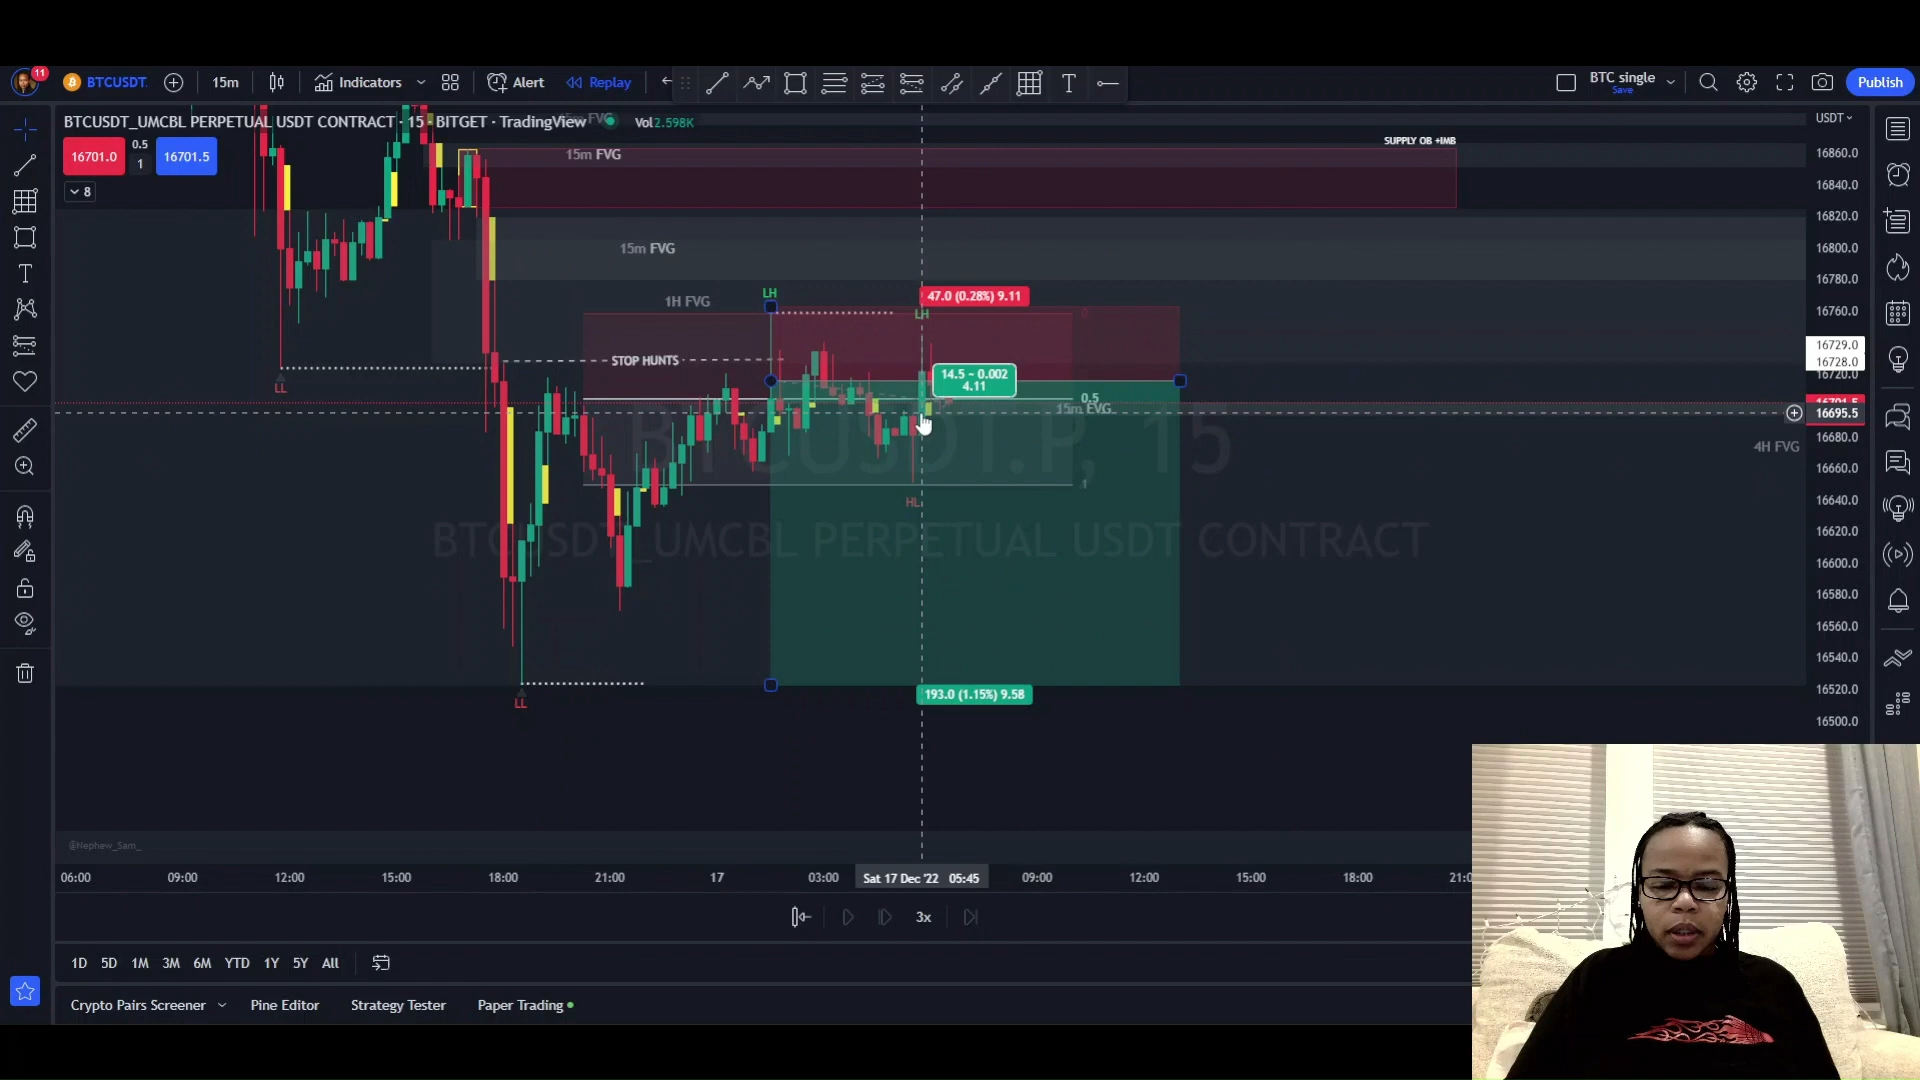 11
BTCUSDT
15m
Indicators
Alert
Replay
BTC single
Save
Publish
BTCUSDT_UMCBL PERPETUAL USDT CONTRACT · 15 · BITGET · TradingView
Vol 2.598K
USDT
16701.0
0.5
1
16701.5
8
15m FVG
SUPPLY OB +IMB
15m FVG
1H FVG
LH
47.0 (0.28%) 9.11
LH
0
STOP HUNTS
14.5 ~ 0.002
4.11
0.5
15m FVG
LL
4H FVG
1
HL
BTCUSDT.P, 15
BTCUSDT_UMCBL PERPETUAL USDT CONTRACT
LL
193.0 (1.15%) 9.58
16860.0
16840.0
16820.0
16800.0
16780.0
16760.0
16729.0
16728.0
16720.0
16701.5
16695.5
16680.0
16660.0
16640.0
16620.0
16600.0
16580.0
16560.0
16540.0
16520.0
16500.0
@Nephew_Sam_
06:00 09:00 12:00 15:00 18:00 21:00 17 03:00 Sat 17 Dec '22 05:45 09:00 12:00 15:00 18:00
3x
1D 5D 1M 3M 6M YTD 1Y 5Y All
Crypto Pairs Screener Pine Editor Strategy Tester Paper Trading